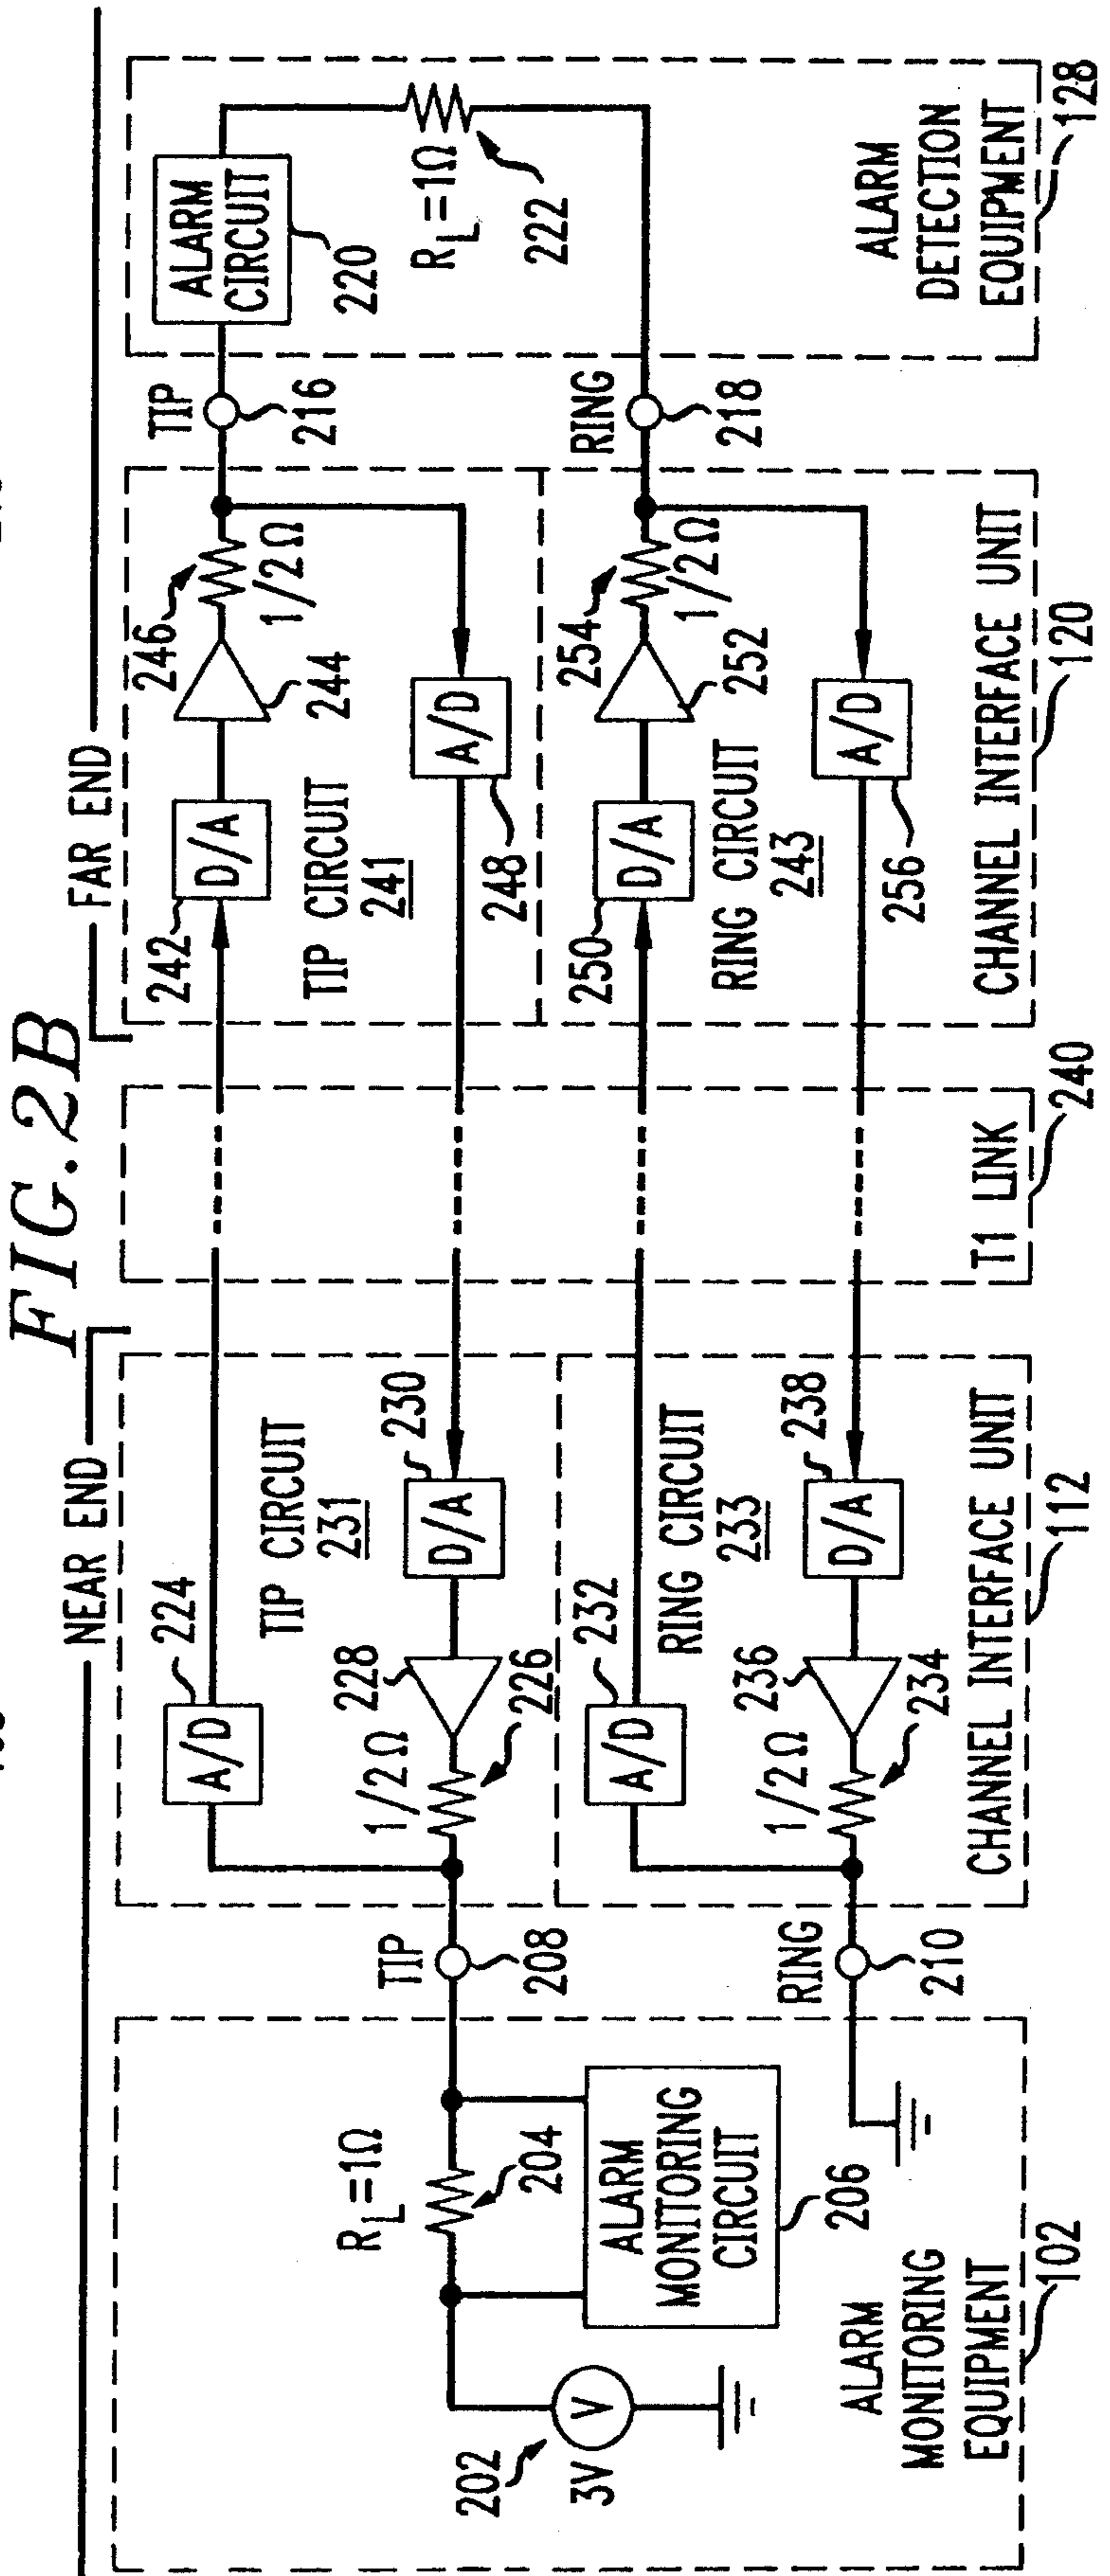 FIG. 2B
NEAR END
FAR END
3V
202
V
R_L=1Ω
204
ALARM
MONITORING
CIRCUIT
206
ALARM
MONITORING
EQUIPMENT
102
TIP
208
RING
210
224
A/D
1/2Ω
226
228
D/A
230
TIP CIRCUIT
231
232
A/D
RING CIRCUIT
233
1/2Ω
234
236
D/A
238
CHANNEL INTERFACE UNIT
112
T1 LINK
240
242
D/A
244
246
1/2Ω
TIP CIRCUIT
241
A/D
248
250
D/A
252
254
1/2Ω
RING CIRCUIT
243
A/D
256
CHANNEL INTERFACE UNIT
120
TIP
216
RING
218
ALARM
CIRCUIT
220
R_L=1Ω
222
ALARM
DETECTION
EQUIPMENT
128